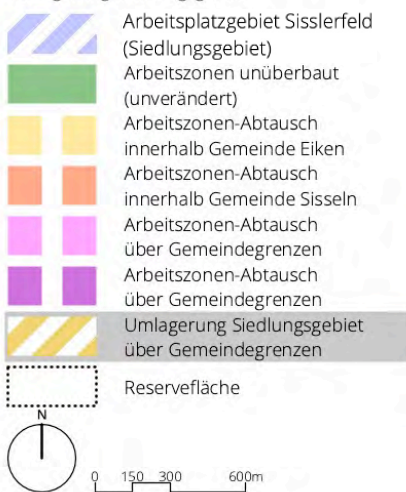 Arbeitsplatzgebiet Sisslerfeld
(Siedlungsgebiet)
Arbeitszonen unüberbaut
(unverändert)
Arbeitszonen-Abtausch
innerhalb Gemeinde Eiken
Arbeitszonen-Abtausch
innerhalb Gemeinde Sisseln
Arbeitszonen-Abtausch
über Gemeindegrenzen
Arbeitszonen-Abtausch
über Gemeindegrenzen
Umlagerung Siedlungsgebiet
über Gemeindegrenzen
Reservefläche
N
0 150 300 600m